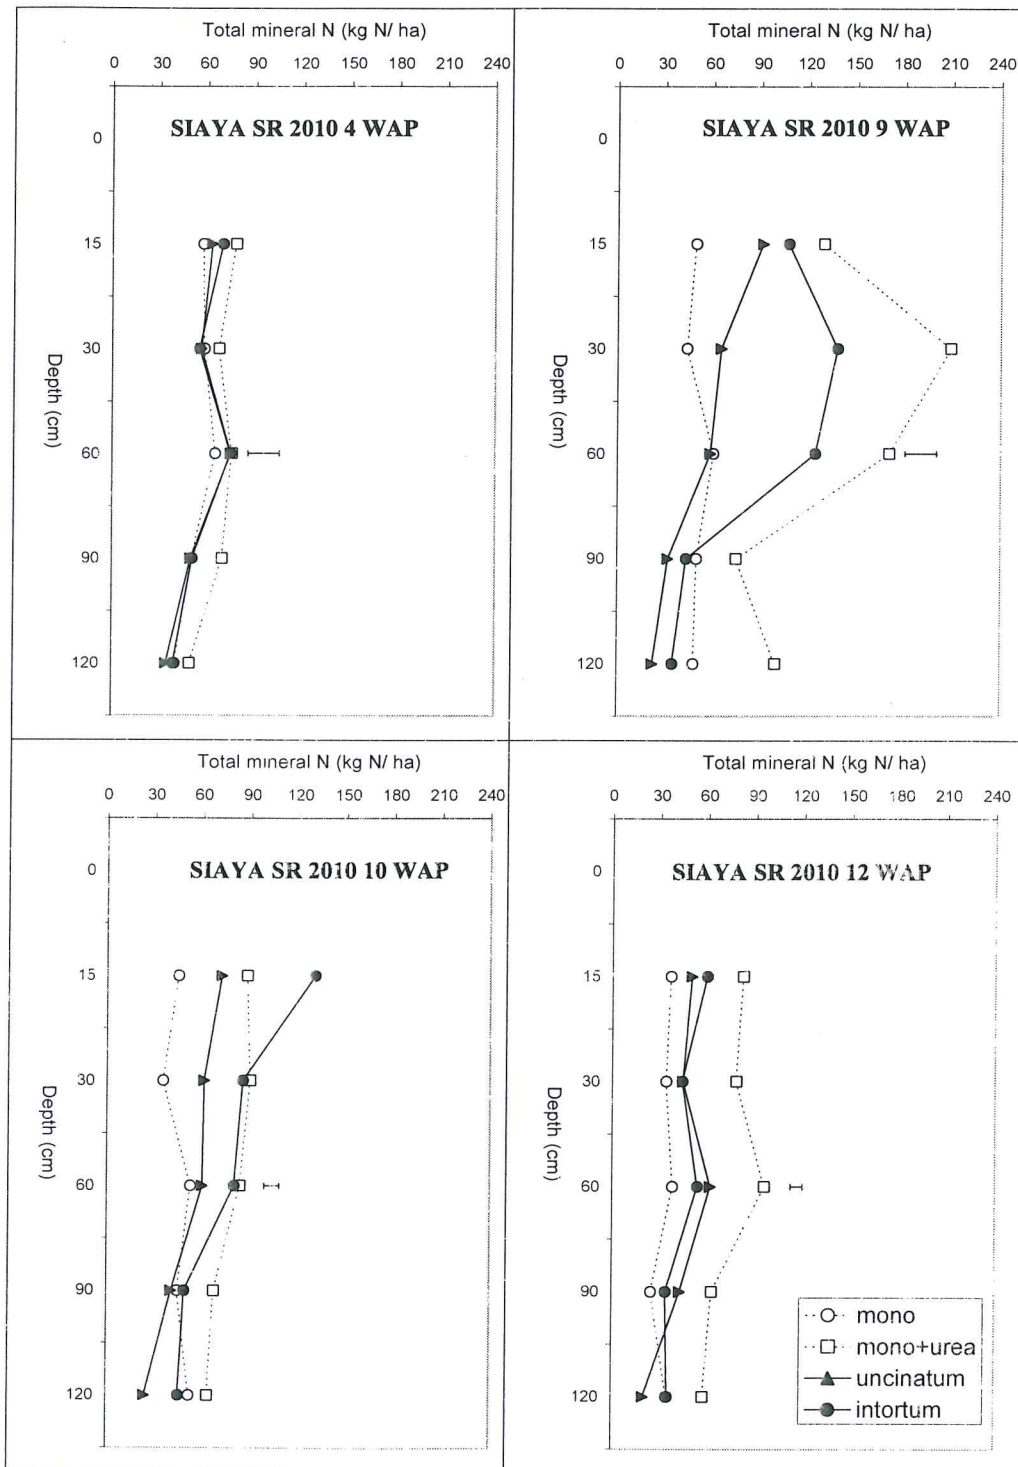 Total mineral N (kg N/ ha)
0 30 60 90 120 150 180 210 240
SIAYA SR 2010 4 WAP
0
15
30
60
90
120
Depth (cm)
Total mineral N (kg N/ ha)
0 30 60 90 120 150 180 210 240
SIAYA SR 2010 9 WAP
0
15
30
60
90
120
Depth (cm)
Total mineral N (kg N/ ha)
0 30 60 90 120 150 180 210 240
SIAYA SR 2010 10 WAP
0
15
30
60
90
120
Depth (cm)
Total mineral N (kg N/ ha)
0 30 60 90 120 150 180 210 240
SIAYA SR 2010 12 WAP
0
15
30
60
90
120
Depth (cm)
mono
mono+urea
uncinatum
intortum